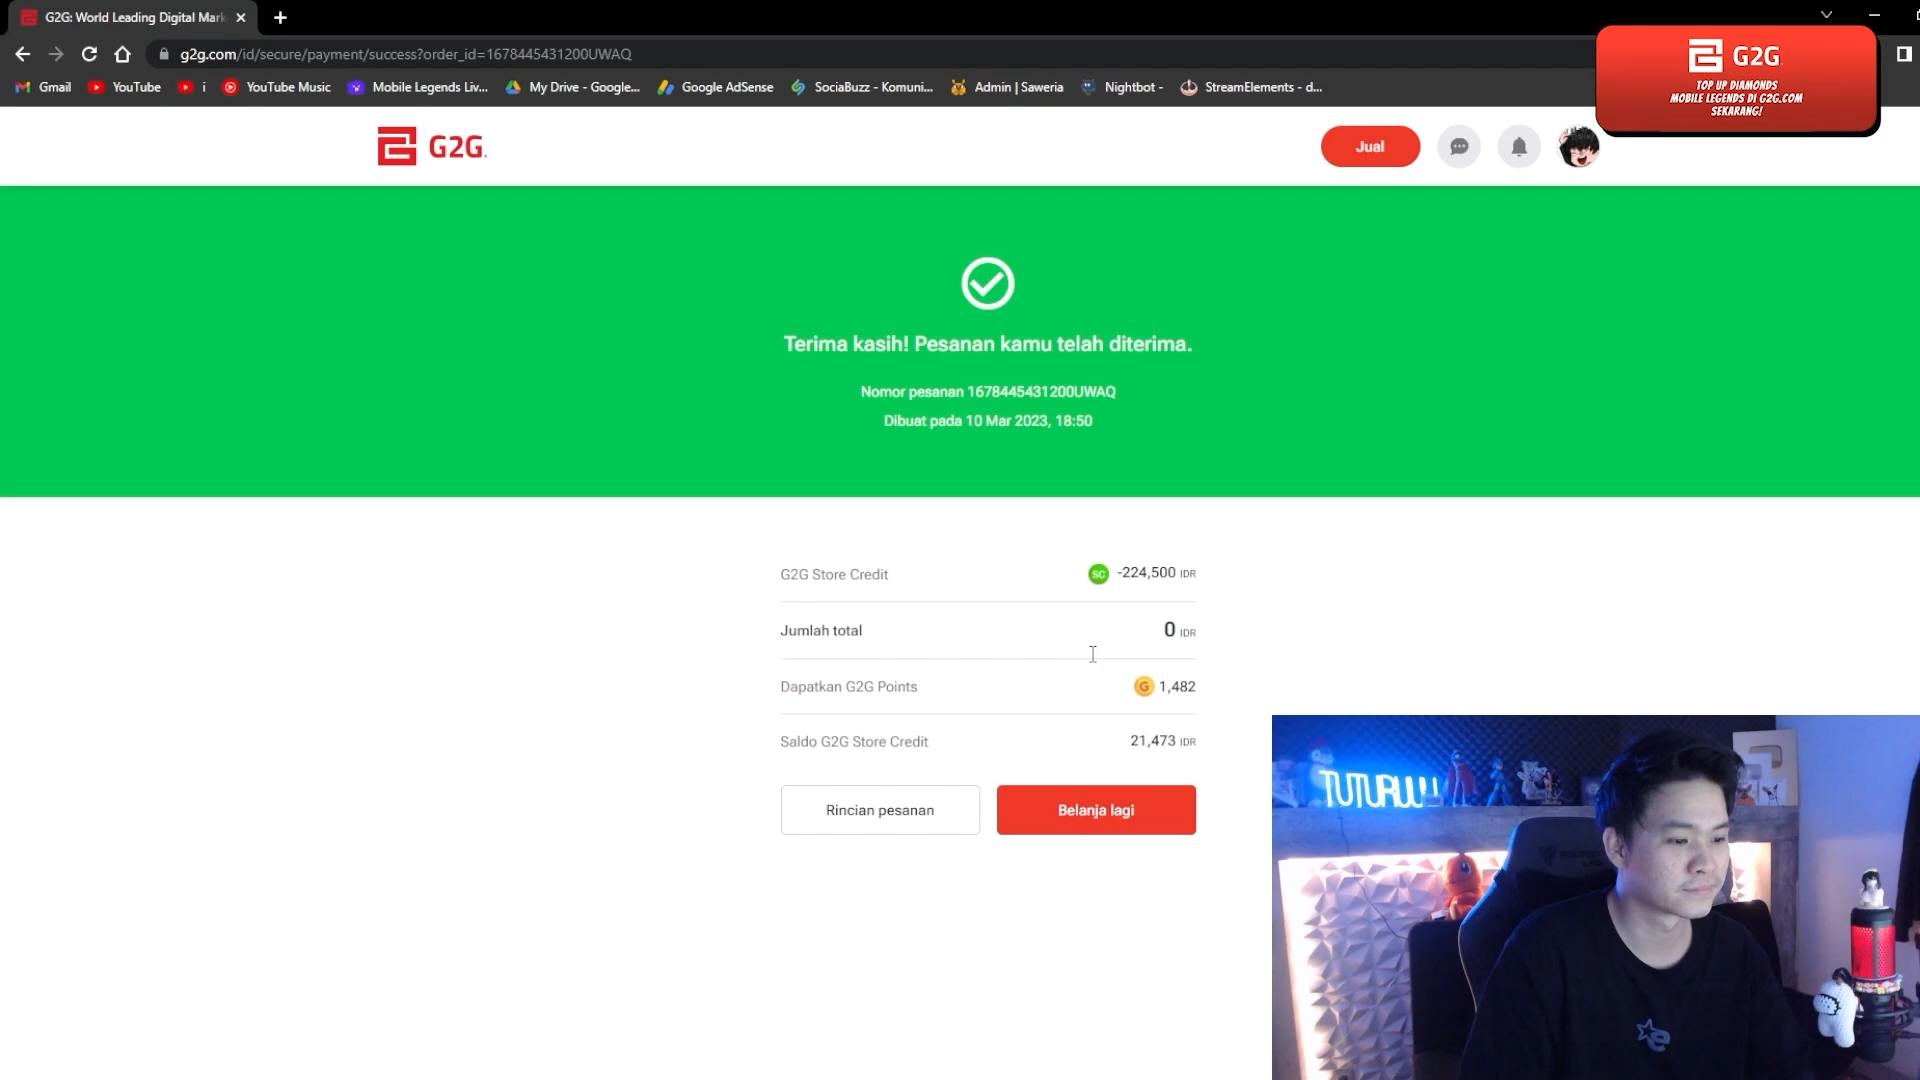 G2G: World Leading Digital Mark
g2g.com/id/secure/payment/success?order_id=1678445431200UWAQ
Gmail
YouTube
i
YouTube Music
Mobile Legends Liv...
My Drive - Google...
Google AdSense
SociaBuzz - Komuni...
Admin | Saweria
Nightbot -
StreamElements - d...
G2G
TOP UP DIAMONDS
MOBILE LEGENDS DI G2G.COM
SEKARANG!
G2G.
Jual
Terima kasih! Pesanan kamu telah diterima.
Nomor pesanan 1678445431200UWAQ
Dibuat pada 10 Mar 2023, 18:50
G2G Store Credit SC -224,500 IDR
Jumlah total 0 IDR
Dapatkan G2G Points G 1,482
Saldo G2G Store Credit 21,473 IDR
Rincian pesanan Belanja lagi
TUTURUUU